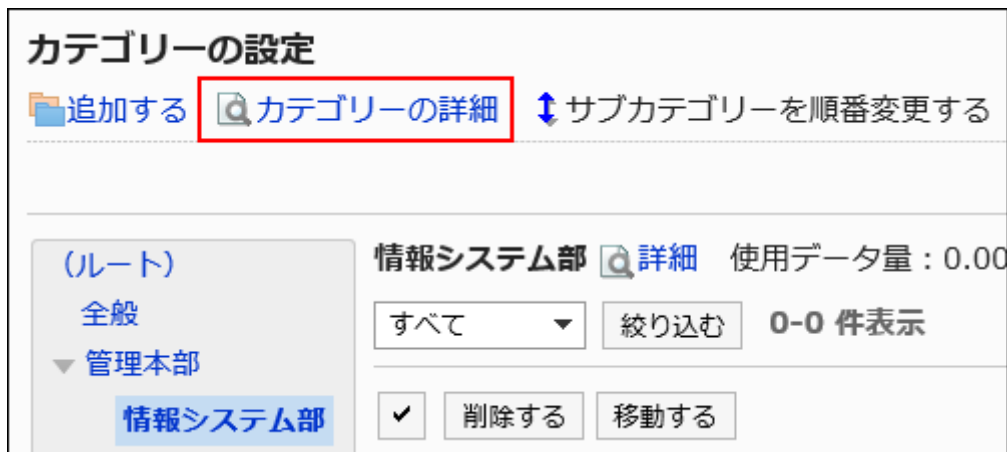 カテゴリーの設定
追加する カテゴリーの詳細 サブカテゴリーを順番変更する
(ルート)
全般
管理本部
情報システム部
情報システム部 詳細 使用データ量：0.00
すべて 絞り込む 0-0 件表示
削除する 移動する